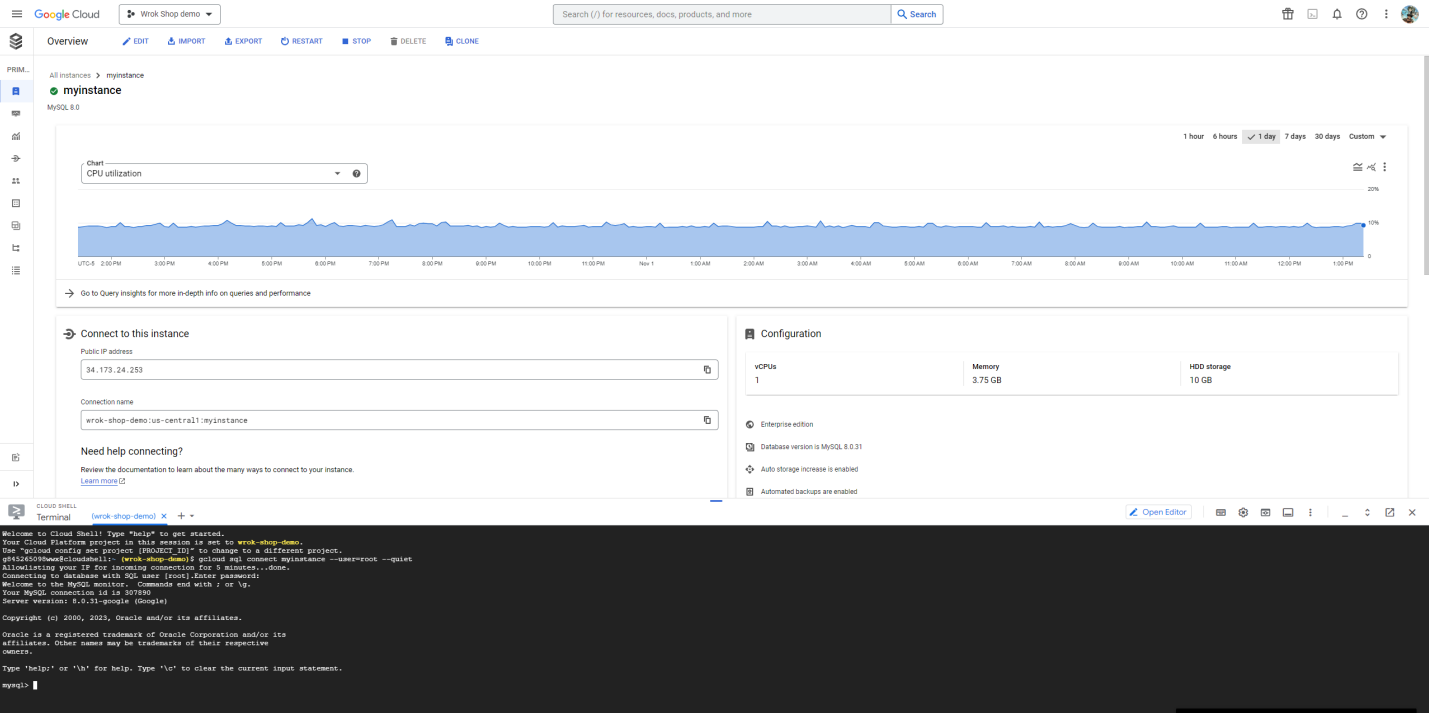 Google Cloud
Wrok Shop demo
Search (/) for resources, docs, products, and more
Search
Overview
EDIT
IMPORT
EXPORT
RESTART
STOP
DELETE
CLONE
PRIM...
All instances
myinstance
myinstance
MySQL 8.0
1 hour 6 hours 1 day 7 days 30 days Custom
Chart
CPU utilization
20%
10%
0
UTC-5 2:00 PM 3:00 PM 4:00 PM 5:00 PM 6:00 PM 7:00 PM 8:00 PM 9:00 PM 10:00 PM 11:00 PM Nov 1 1:00 AM 2:00 AM 3:00 AM 4:00 AM 5:00 AM 6:00 AM 7:00 AM 8:00 AM 9:00 AM 10:00 AM 11:00 AM 12:00 PM 1:00 PM
Go to Query insights for more in-depth info on queries and performance
Connect to this instance
Public IP address
34.173.24.253
Connection name
wrok-shop-demo:us-central1:myinstance
Need help connecting?
Review the documentation to learn about the many ways to connect to your instance.
Learn more
Configuration
vCPUs
1
Memory
3.75 GB
HDD storage
10 GB
Enterprise edition
Database version is MySQL 8.0.31
Auto storage increase is enabled
Automated backups are enabled
CLOUD SHELL
Terminal
(wrok-shop-demo)
Open Editor
Welcome to Cloud Shell! Type "help" to get started.
Your Cloud Platform project in this session is set to wrok-shop-demo.
Use "gcloud config set project [PROJECT_ID]" to change to a different project.
g845265098wwx@cloudshell:~ (wrok-shop-demo)$ gcloud sql connect myinstance --user=root --quiet
Allowlisting your IP for incoming connection for 5 minutes...done.
Connecting to database with SQL user [root].Enter password:
Welcome to the MySQL monitor.  Commands end with ; or \g.
Your MySQL connection id is 307890
Server version: 8.0.31-google (Google)
Copyright (c) 2000, 2023, Oracle and/or its affiliates.
Oracle is a registered trademark of Oracle Corporation and/or its
affiliates. Other names may be trademarks of their respective
owners.
Type 'help;' or '\h' for help. Type '\c' to clear the current input statement.
mysql>